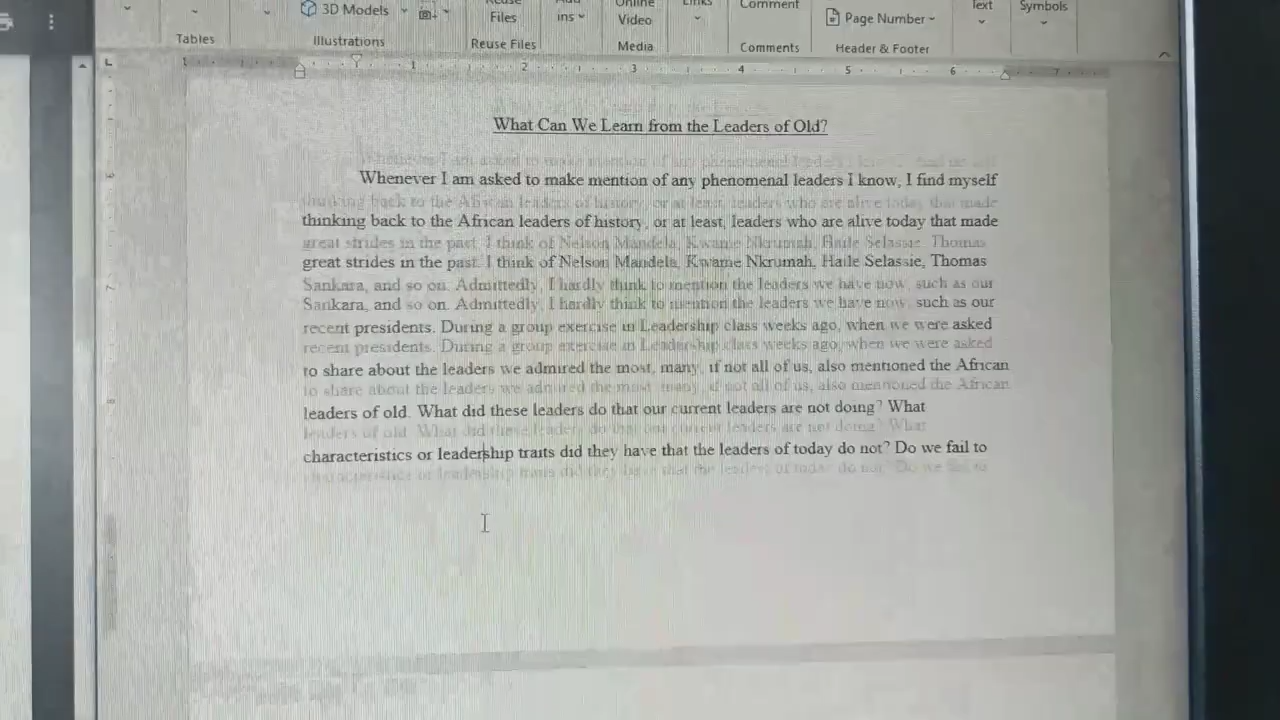 3D Models
Files
ins
Video
Comment
Page Number
Text
Symbols
Tables
Illustrations
Reuse Files
Media
Comments
Header & Footer
1 1 2 3 4 5 6 7
What Can We Learn from the Leaders of Old?
Whenever I am asked to make mention of any phenomenal leaders I know, I find myself
thinking back to the African leaders of history, or at least, leaders who are alive today that made
great strides in the past. I think of Nelson Mandela, Kwame Nkrumah, Haile Selassie, Thomas
Sankara, and so on. Admittedly, I hardly think to mention the leaders we have now, such as our
recent presidents. During a group exercise in Leadership class weeks ago, when we were asked
to share about the leaders we admired the most, many, if not all of us, also mentioned the African
leaders of old. What did these leaders do that our current leaders are not doing? What
characteristics or leadership traits did they have that the leaders of today do not? Do we fail to